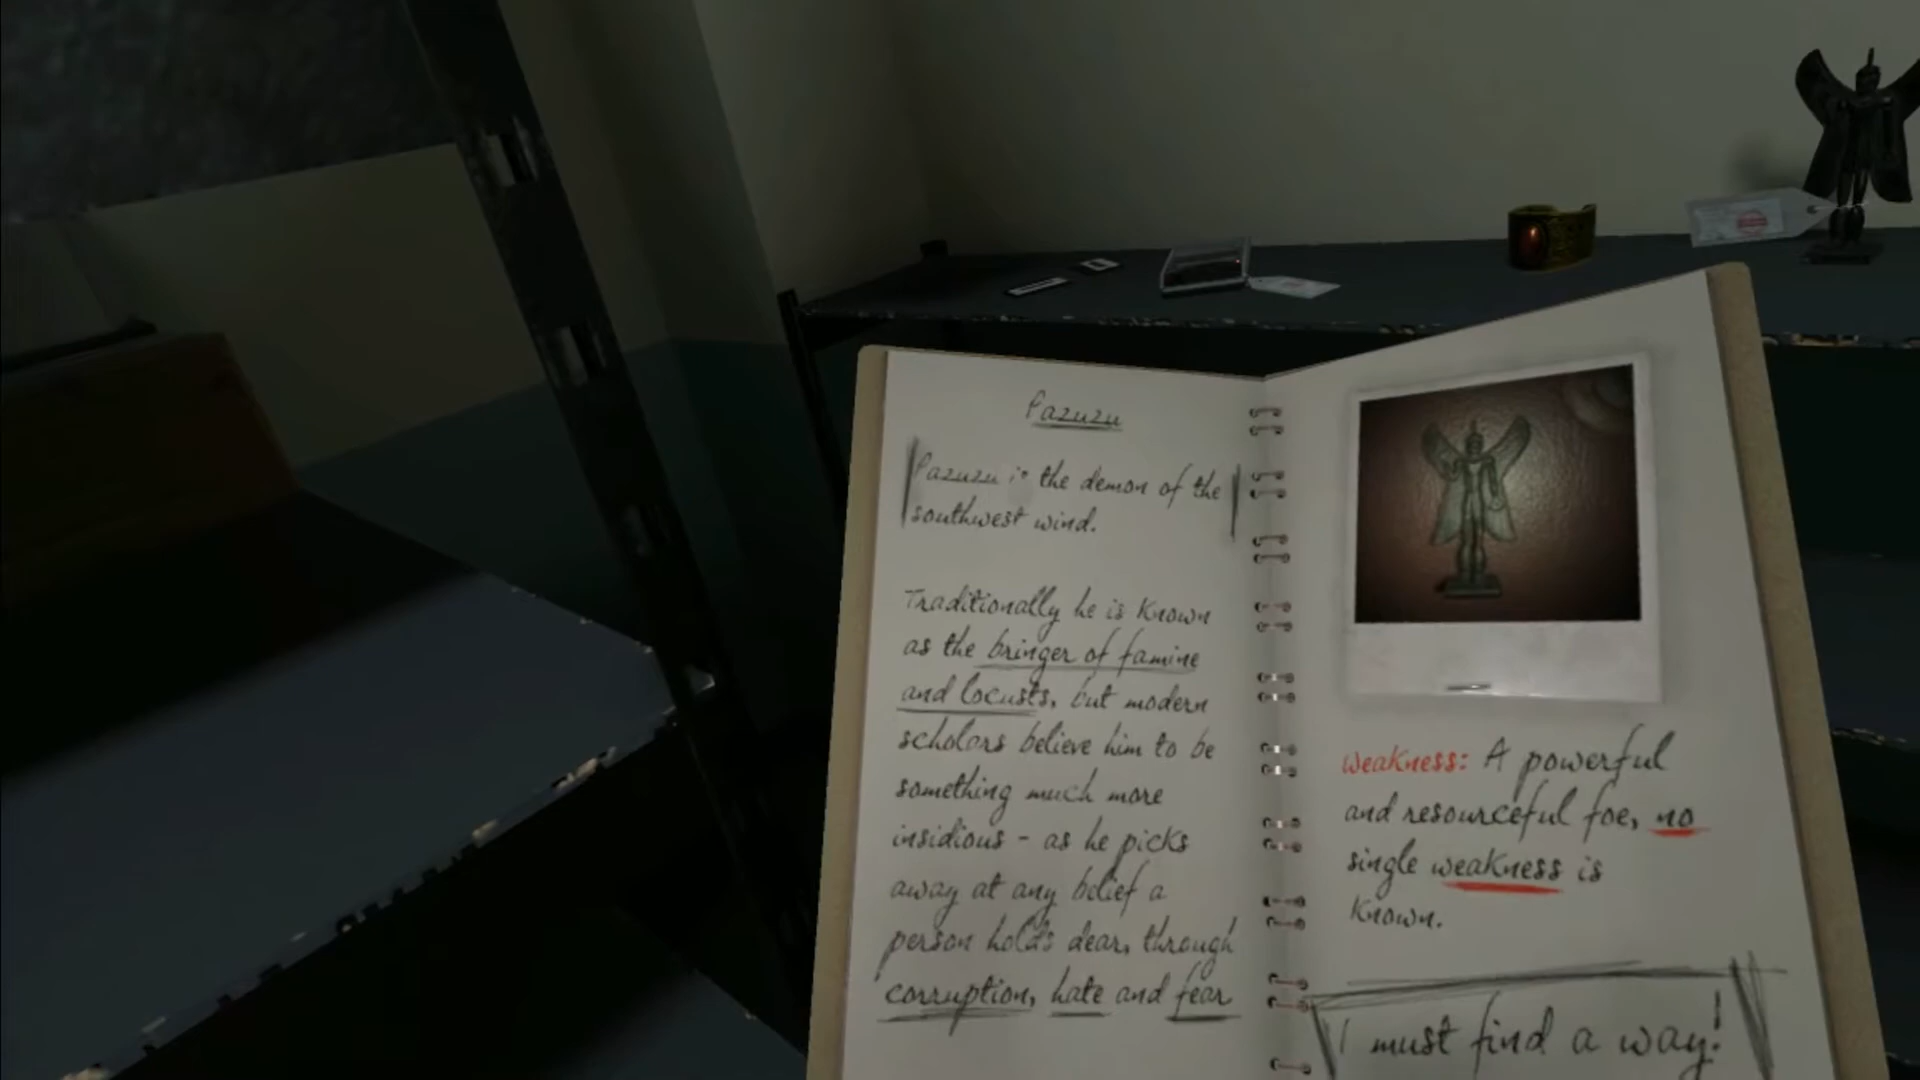 Pazuzu
Pazuzu is the demon of the
southwest wind.
Traditionally he is known
as the bringer of famine
and locusts, but modern
scholars believe him to be
something much more
insidious - as he picks
away at any belief a
person holds dear, through
corruption, hate and fear
weakness: A powerful
and resourceful foe, no
single weakness is
known.
I must find a way!